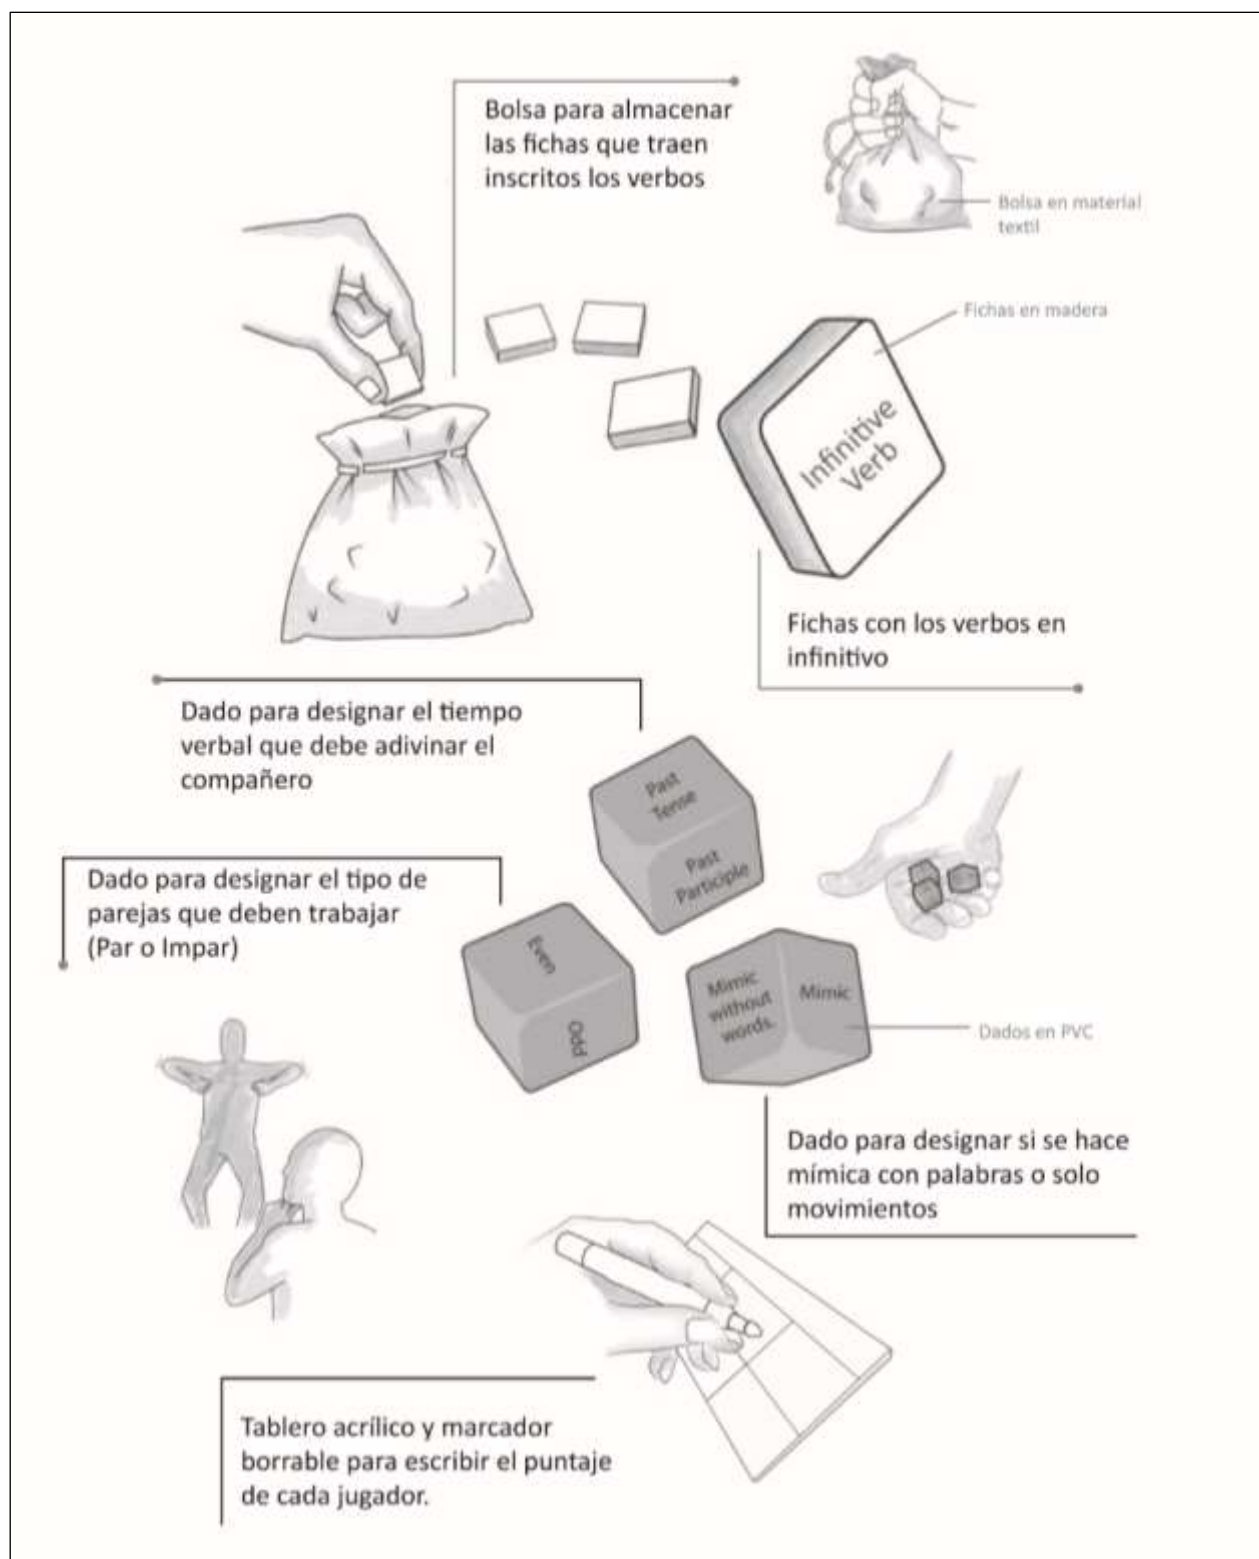 Bolsa para almacenar
las fichas que traen
inscritos los verbos
Bolsa en material
textil
Fichas en madera
Infinitive
Verb
Fichas con los verbos en
infinitivo
Dado para designar el tiempo
verbal que debe adivinar el
compañero
Past
Tense
Past
Participle
Dado para designar el tipo de
parejas que deben trabajar
(Par o Impar)
Even
Odd
Mimic
without
words.
Mimic
Dados en PVC
Dado para designar si se hace
mímica con palabras o solo
movimientos
Tablero acrílico y marcador
borrable para escribir el puntaje
de cada jugador.